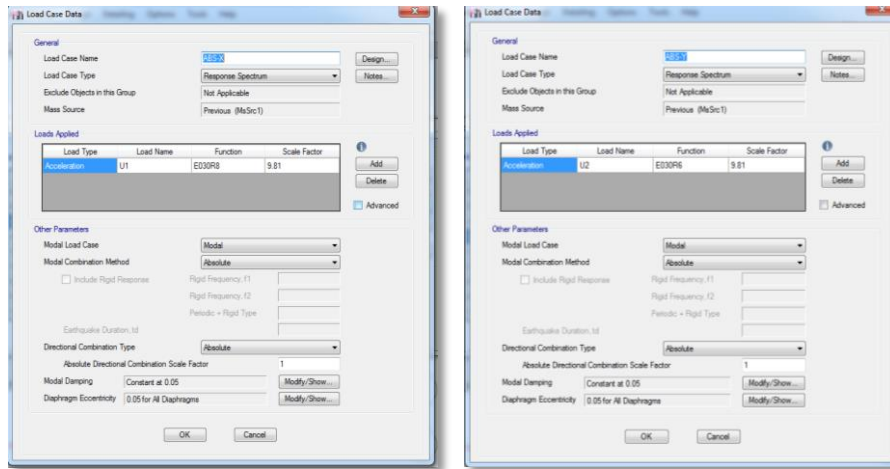 Load Case Data
General
Load Case Name ABS-X Design...
Load Case Type Response Spectrum Notes...
Exclude Objects in this Group Not Applicable
Mass Source Previous (MsSrc1)
Loads Applied
Load Type Load Name Function Scale Factor
Acceleration U1 E030R8 9.81 Add
Delete
Advanced
Other Parameters
Modal Load Case Modal
Modal Combination Method Absolute
Include Rigid Response Rigid Frequency, f1
Rigid Frequency, f2
Periodic + Rigid Type
Earthquake Duration, td
Directional Combination Type Absolute
Absolute Directional Combination Scale Factor 1
Modal Damping Constant at 0.05 Modify/Show...
Diaphragm Eccentricity 0.05 for All Diaphragms Modify/Show...
OK Cancel
Load Case Data
General
Load Case Name ABS-Y Design...
Load Case Type Response Spectrum Notes...
Exclude Objects in this Group Not Applicable
Mass Source Previous (MsSrc1)
Loads Applied
Load Type Load Name Function Scale Factor
Acceleration U2 E030R6 9.81 Add
Delete
Advanced
Other Parameters
Modal Load Case Modal
Modal Combination Method Absolute
Include Rigid Response Rigid Frequency, f1
Rigid Frequency, f2
Periodic + Rigid Type
Earthquake Duration, td
Directional Combination Type Absolute
Absolute Directional Combination Scale Factor 1
Modal Damping Constant at 0.05 Modify/Show...
Diaphragm Eccentricity 0.05 for All Diaphragms Modify/Show...
OK Cancel